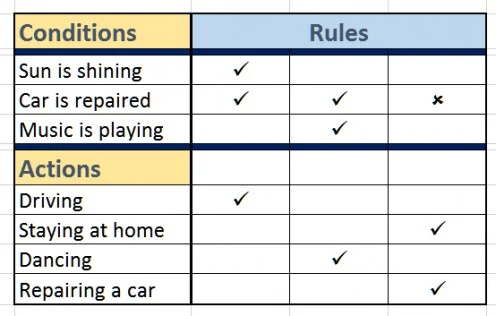 Conditions Rules
Sun is shining ✓
Car is repaired ✓ ✓ ✗
Music is playing ✓
Actions
Driving ✓
Staying at home ✓
Dancing ✓
Repairing a car ✓